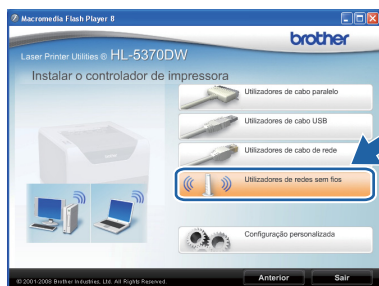 Macromedia Flash Player 8
brother
Laser Printer Utilities ® HL-5370DW
Instalar o controlador de impressora
Utilizadores de cabo paralelo
Utilizadores de cabo USB
Utilizadores de cabo de rede
Utilizadores de redes sem fios
Configuração personalizada
© 2001-2008 Brother Industries, Ltd. All Rights Reserved.
Anterior
Sair